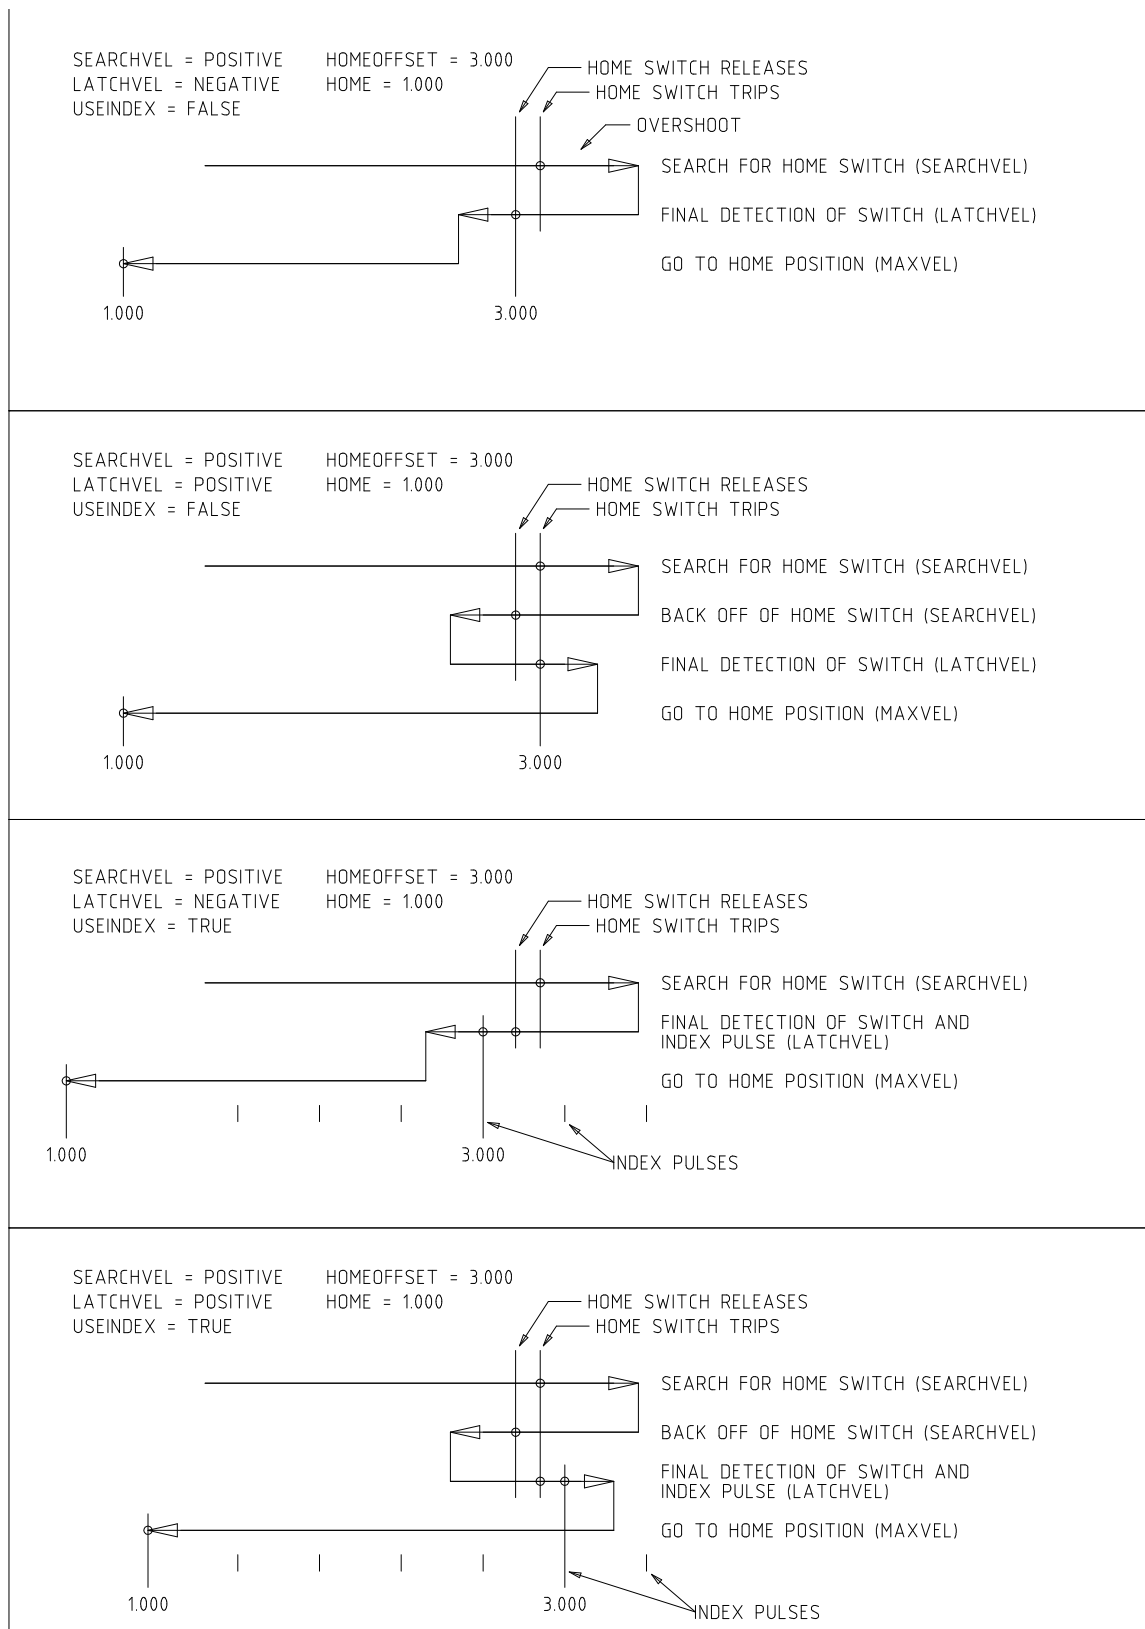 SEARCHVEL = POSITIVE HOMEOFFSET = 3.000
LATCHVEL = NEGATIVE HOME = 1.000
USEINDEX = FALSE
HOME SWITCH RELEASES
HOME SWITCH TRIPS
OVERSHOOT
SEARCH FOR HOME SWITCH (SEARCHVEL)
FINAL DETECTION OF SWITCH (LATCHVEL)
GO TO HOME POSITION (MAXVEL)
1.000 3.000
SEARCHVEL = POSITIVE HOMEOFFSET = 3.000
LATCHVEL = POSITIVE HOME = 1.000
USEINDEX = FALSE
HOME SWITCH RELEASES
HOME SWITCH TRIPS
SEARCH FOR HOME SWITCH (SEARCHVEL)
BACK OFF OF HOME SWITCH (SEARCHVEL)
FINAL DETECTION OF SWITCH (LATCHVEL)
GO TO HOME POSITION (MAXVEL)
1.000 3.000
SEARCHVEL = POSITIVE HOMEOFFSET = 3.000
LATCHVEL = NEGATIVE HOME = 1.000
USEINDEX = TRUE
HOME SWITCH RELEASES
HOME SWITCH TRIPS
SEARCH FOR HOME SWITCH (SEARCHVEL)
FINAL DETECTION OF SWITCH AND
INDEX PULSE (LATCHVEL)
GO TO HOME POSITION (MAXVEL)
1.000 3.000
INDEX PULSES
SEARCHVEL = POSITIVE HOMEOFFSET = 3.000
LATCHVEL = POSITIVE HOME = 1.000
USEINDEX = TRUE
HOME SWITCH RELEASES
HOME SWITCH TRIPS
SEARCH FOR HOME SWITCH (SEARCHVEL)
BACK OFF OF HOME SWITCH (SEARCHVEL)
FINAL DETECTION OF SWITCH AND
INDEX PULSE (LATCHVEL)
GO TO HOME POSITION (MAXVEL)
1.000 3.000
INDEX PULSES